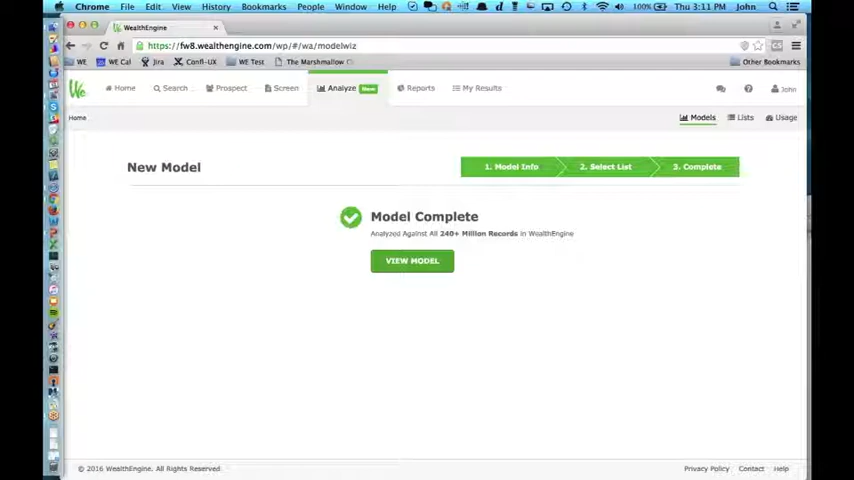 Chrome File Edit View History Bookmarks People Window Help 100% Thu 3:11 PM John
WealthEngine
https://fw8.wealthengine.com/wp/#/wa/modelwiz
WE WE Cal Jira Confl-UX WE Test The Marshmallow C Other Bookmarks
We Home Search Prospect Screen Analyze New Reports My Results John
Home Models Lists Usage
New Model 1. Model Info 2. Select List 3. Complete
Model Complete
Analyzed Against All 240+ Million Records in WealthEngine
VIEW MODEL
© 2016 WealthEngine. All Rights Reserved Privacy Policy Contact Help